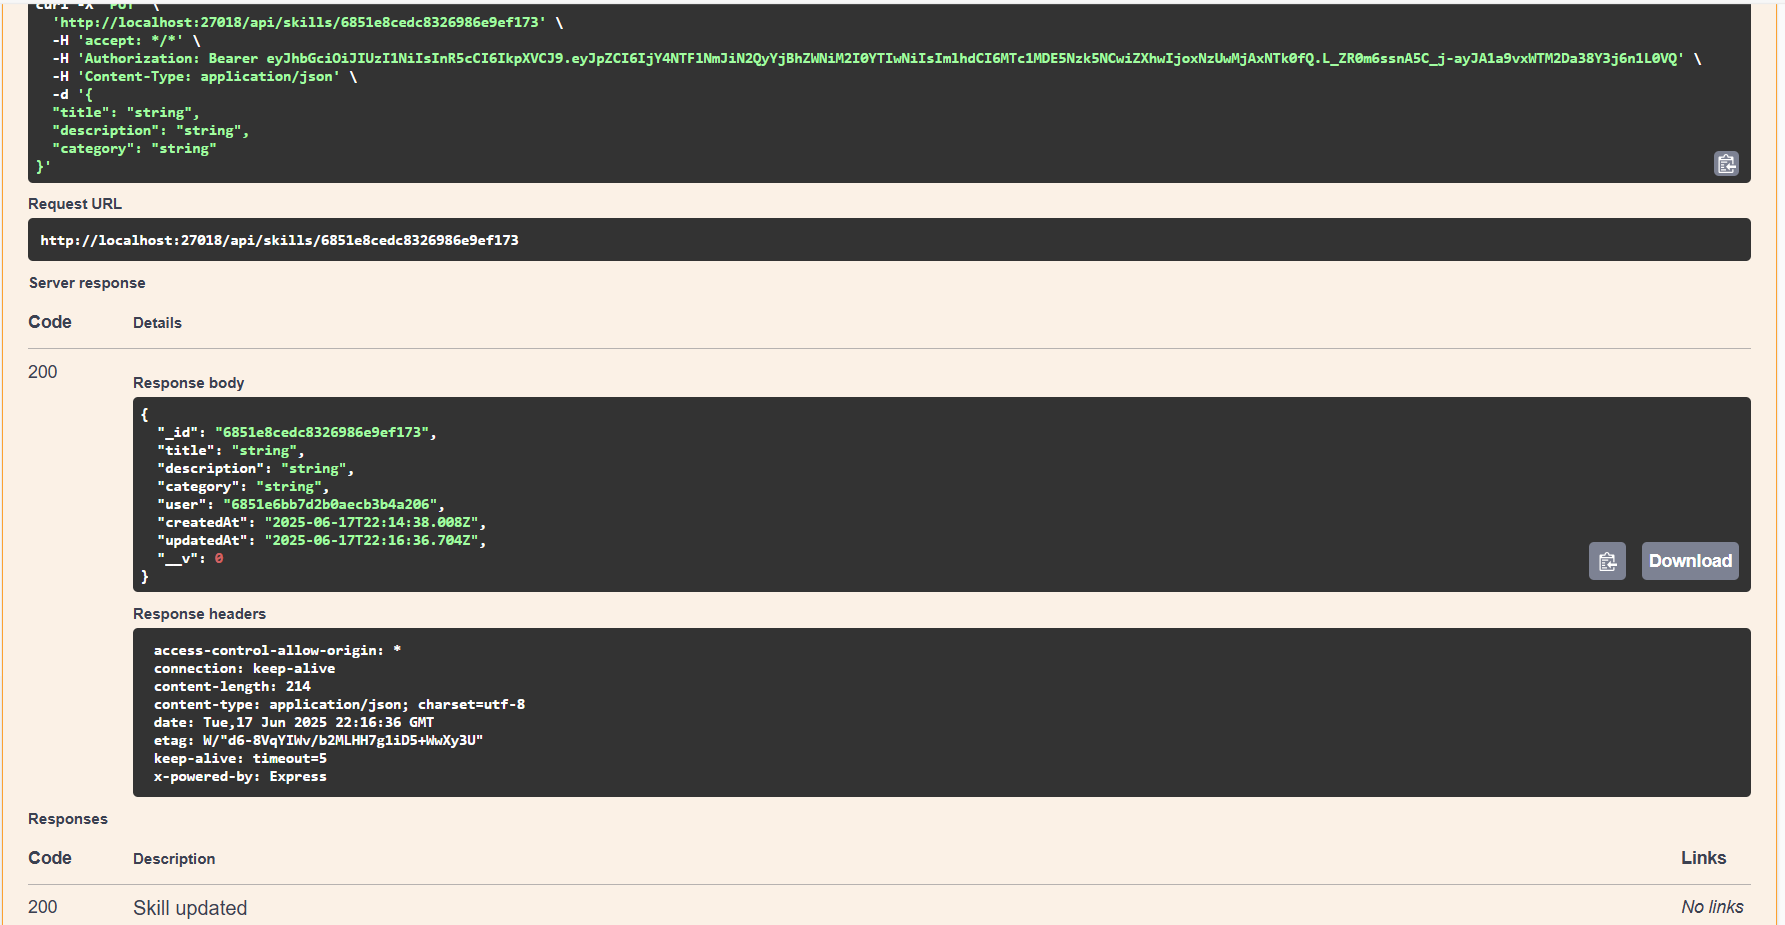 curl -X 'PUT' \
'http://localhost:27018/api/skills/6851e8cedc8326986e9ef173' \
-H 'accept: */*' \
-H 'Authorization: Bearer eyJhbGciOiJIUzI1NiIsInR5cCI6IkpXVCJ9.eyJpZCI6IjY4NTFlNmJiN2QyYjBhZWNiM2I0YTIwNiIsImlhdCI6MTc1MDE5Nzk5NCwiZXhwIjoxNzUwMjAxNTk0fQ.L_ZR0m6ssnA5C_j-ayJA1a9vxWTM2Da38Y3j6nlL0VQ' \
-H 'Content-Type: application/json' \
-d '{
"title": "string",
"description": "string",
"category": "string"
}'
Request URL
http://localhost:27018/api/skills/6851e8cedc8326986e9ef173
Server response
Code Details
200
Response body
{
"_id": "6851e8cedc8326986e9ef173",
"title": "string",
"description": "string",
"category": "string",
"user": "6851e6bb7d2b0aecb3b4a206",
"createdAt": "2025-06-17T22:14:38.008Z",
"updatedAt": "2025-06-17T22:16:36.704Z",
"__v": 0
}
Download
Response headers
access-control-allow-origin: *
connection: keep-alive
content-length: 214
content-type: application/json; charset=utf-8
date: Tue,17 Jun 2025 22:16:36 GMT
etag: W/"d6-8VqYIWv/b2MLHH7g1iD5+WwXy3U"
keep-alive: timeout=5
x-powered-by: Express
Responses
Code Description Links
200 Skill updated No links